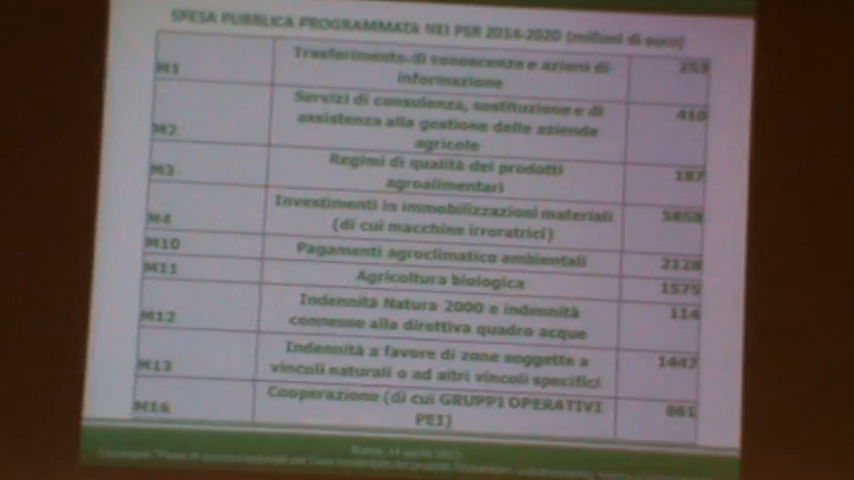 SPESA PUBBLICA PROGRAMMATA NEI PSR 2014-2020 (milioni di euro)
M1 Trasferimento di conoscenze e azioni di 253
informazione
Servizi di consulenza, sostituzione e di 410
assistenza alla gestione delle aziende
M2 agricole
M3 Regimi di qualità dei prodotti 187
agroalimentari
Investimenti in immobilizzazioni materiali 5858
M4 (di cui macchine irroratrici)
M10 Pagamenti agroclimatico ambientali 2128
M11 Agricoltura biologica 1575
Indennità Natura 2000 e indennità 114
M12 connesse alla direttiva quadro acque
Indennità a favore di zone soggette a 1447
M13 vincoli naturali o ad altri vincoli specifici
Cooperazione (di cui GRUPPI OPERATIVI 861
M16 PEI)
Roma, 14 aprile